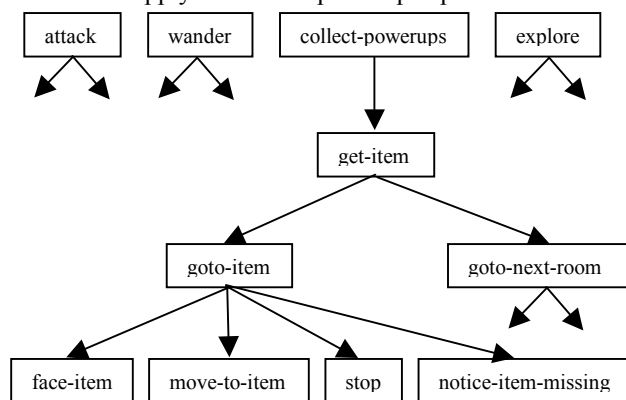 attack wander collect-powerups explore
get-item
goto-item goto-next-room
face-item move-to-item stop notice-item-missing